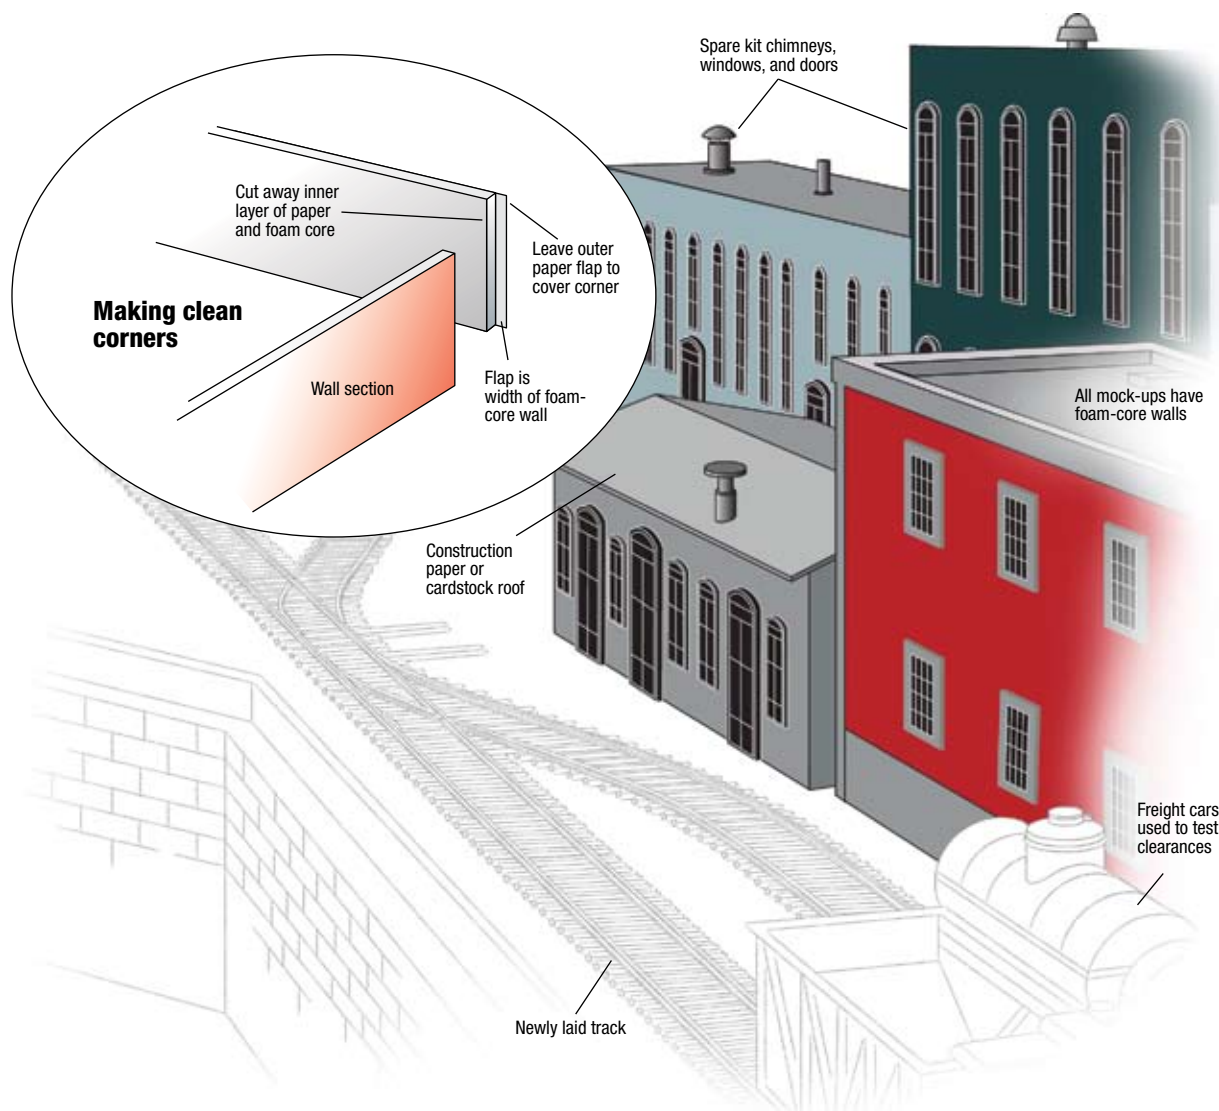 Spare kit chimneys,
windows, and doors
Cut away inner
layer of paper
and foam core
Leave outer
paper flap to
cover corner
Making clean
corners
Wall section
Flap is
width of foam-
core wall
All mock-ups have
foam-core walls
Construction
paper or
cardstock roof
Freight cars
used to test
clearances
Newly laid track